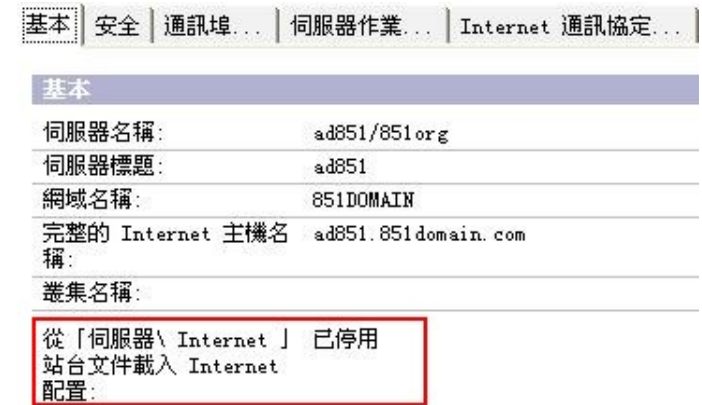 基本 安全 通訊埠... 伺服器作業... Internet 通訊協定...
基本
伺服器名稱: ad851/851org
伺服器標題: ad851
網域名稱: 851DOMAIN
完整的 Internet 主機名 ad851.851domain.com
稱:
叢集名稱:
從「伺服器\ Internet 」 已停用
站台文件載入 Internet
配置: